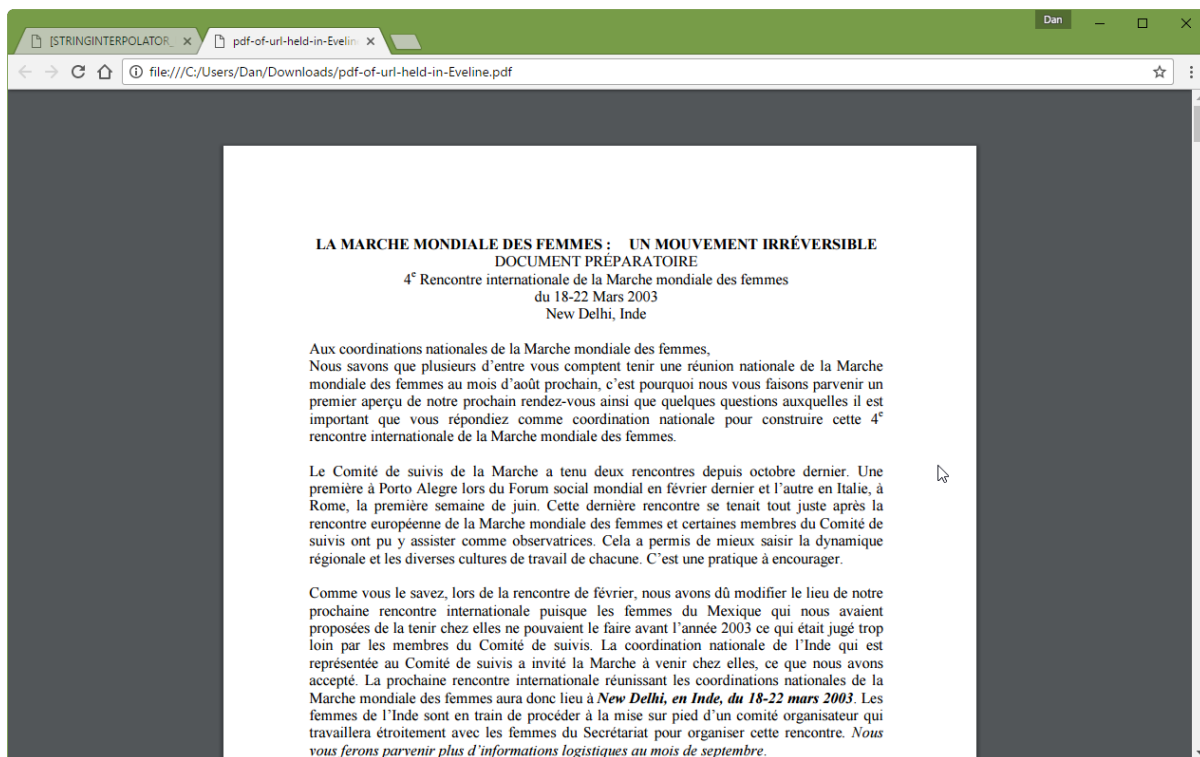 Dan
[STRINGINTERPOLATOR_
pdf-of-url-held-in-Eveline
file:///C:/Users/Dan/Downloads/pdf-of-url-held-in-Eveline.pdf
LA MARCHE MONDIALE DES FEMMES : UN MOUVEMENT IRRÉVERSIBLE
DOCUMENT PRÉPARATOIRE
4e Rencontre internationale de la Marche mondiale des femmes
du 18-22 Mars 2003
New Delhi, Inde
Aux coordinations nationales de la Marche mondiale des femmes,
Nous savons que plusieurs d’entre vous comptent tenir une réunion nationale de la Marche
mondiale des femmes au mois d’août prochain, c’est pourquoi nous vous faisons parvenir un
premier aperçu de notre prochain rendez-vous ainsi que quelques questions auxquelles il est
important que vous répondiez comme coordination nationale pour construire cette 4e
rencontre internationale de la Marche mondiale des femmes.
Le Comité de suivis de la Marche a tenu deux rencontres depuis octobre dernier. Une
première à Porto Alegre lors du Forum social mondial en février dernier et l’autre en Italie, à
Rome, la première semaine de juin. Cette dernière rencontre se tenait tout juste après la
rencontre européenne de la Marche mondiale des femmes et certaines membres du Comité de
suivis ont pu y assister comme observatrices. Cela a permis de mieux saisir la dynamique
régionale et les diverses cultures de travail de chacune. C’est une pratique à encourager.
Comme vous le savez, lors de la rencontre de février, nous avons dû modifier le lieu de notre
prochaine rencontre internationale puisque les femmes du Mexique qui nous avaient
proposées de la tenir chez elles ne pouvaient le faire avant l’année 2003 ce qui était jugé trop
loin par les membres du Comité de suivis. La coordination nationale de l’Inde qui est
représentée au Comité de suivis a invité la Marche à venir chez elles, ce que nous avons
accepté. La prochaine rencontre internationale réunissant les coordinations nationales de la
Marche mondiale des femmes aura donc lieu à New Delhi, en Inde, du 18-22 mars 2003. Les
femmes de l’Inde sont en train de procéder à la mise sur pied d’un comité organisateur qui
travaillera étroitement avec les femmes du Secrétariat pour organiser cette rencontre. Nous
vous ferons parvenir plus d’informations logistiques au mois de septembre.